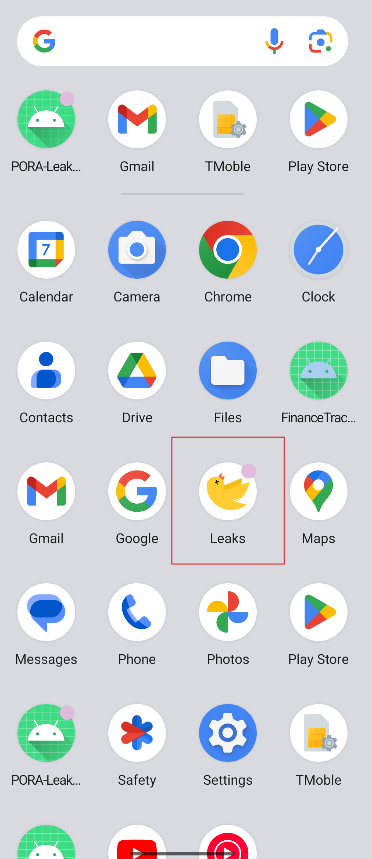 PORA-Leak...
Gmail
TMoble
Play Store
7
Calendar
Camera
Chrome
Clock
Contacts
Drive
Files
FinanceTrac...
Gmail
Google
Leaks
Maps
Messages
Phone
Photos
Play Store
PORA-Leak...
Safety
Settings
TMoble